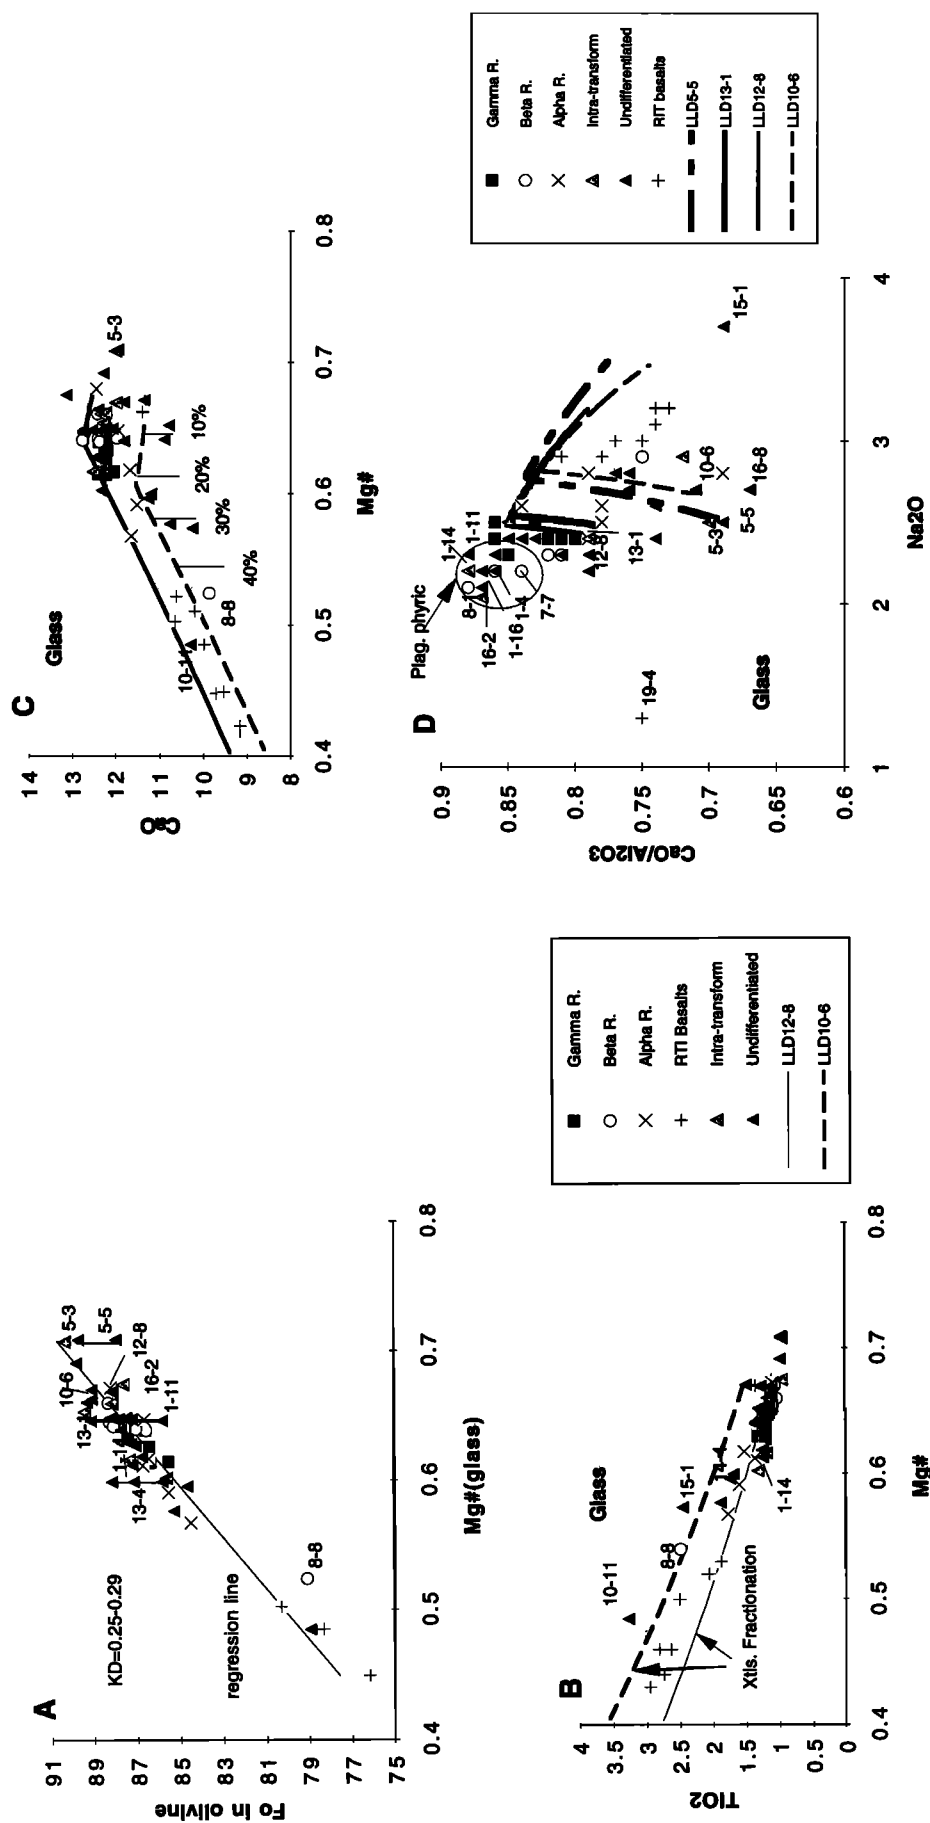 A
91
89
87
85
83
81
79
77
75
Fo in olivine
0.4
0.5
0.6
0.7
0.8
Mg#(glass)
KD=0.25-0.29
regression line
10-6
5-3
5-5
12-8
16-2
1-11
13-4
8-8
B
4
3.5
3
2.5
2
1.5
1
0.5
0
TIO2
0.4
0.5
0.6
0.7
0.8
Mg#
Glass
10-11
8-8
15-1
1-14
Xtls. Fractionation
Gamma R.
Beta R.
Alpha R.
RTI Basalts
Intra-transform
Undifferentiated
LLD12-8
LLD10-6
C
14
13
12
11
10
9
8
0.4
0.5
0.6
0.7
0.8
Mg#
Glass
5-3
10%
20%
30%
40%
8-8
10-11
D
0.9
0.85
0.8
0.75
0.7
0.65
0.6
CaO/Al2O3
1
2
3
4
Na2O
Glass
Plag. phyric
1-14
1-11
16-2
1-16
1-4
7-7
12-8
13-1
5-3
5-5
10-6
16-8
15-1
19-4
Gamma R.
Beta R.
Alpha R.
Intra-transform
Undifferentiated
RIT basalts
LLD5-5
LLD13-1
LLD12-8
LLD10-6